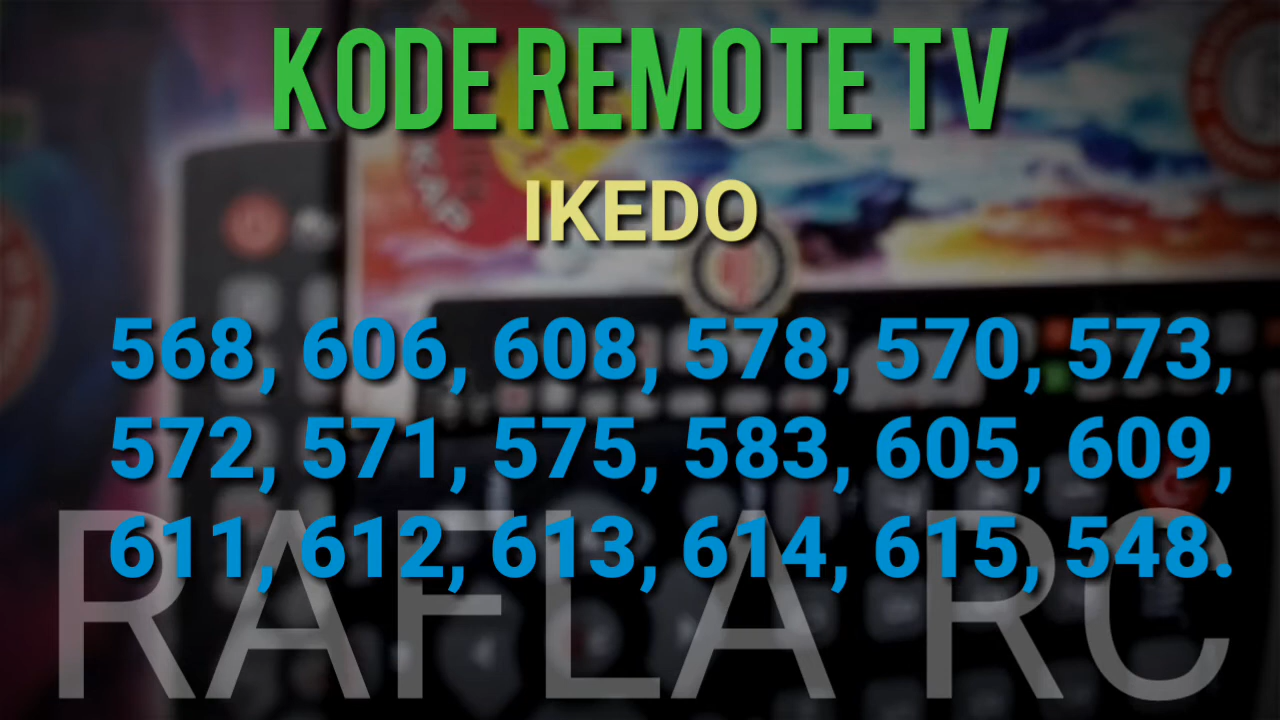 KODE REMOTE TV
IKEDO
568, 606, 608, 578, 570, 573,
572, 571, 575, 583, 605, 609,
611, 612, 613, 614, 615, 548.
RAFLA RC